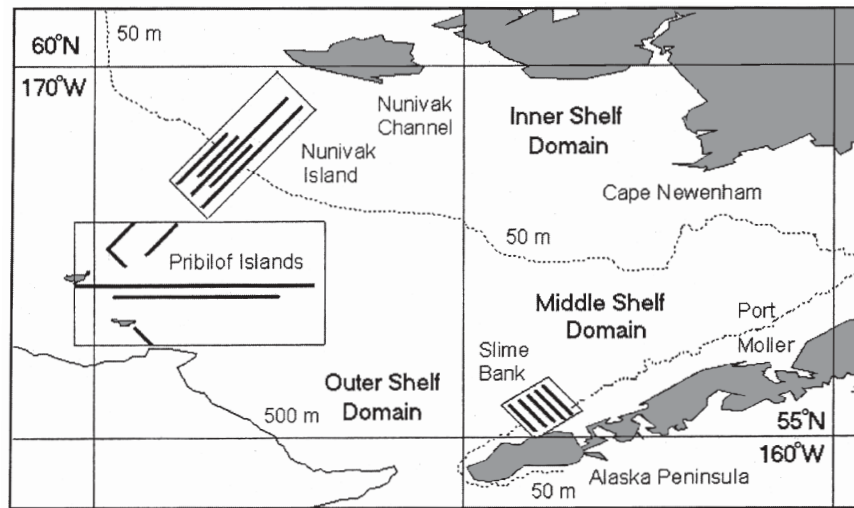 50 m
60°N
170°W
Nunivak
Channel
Inner Shelf
Domain
Nunivak
Island
Cape Newenham
50 m
Pribilof Islands
Middle Shelf
Domain
Port
Moller
Slime
Bank
Outer Shelf
Domain
500 m
55°N
160°W
50 m
Alaska Peninsula